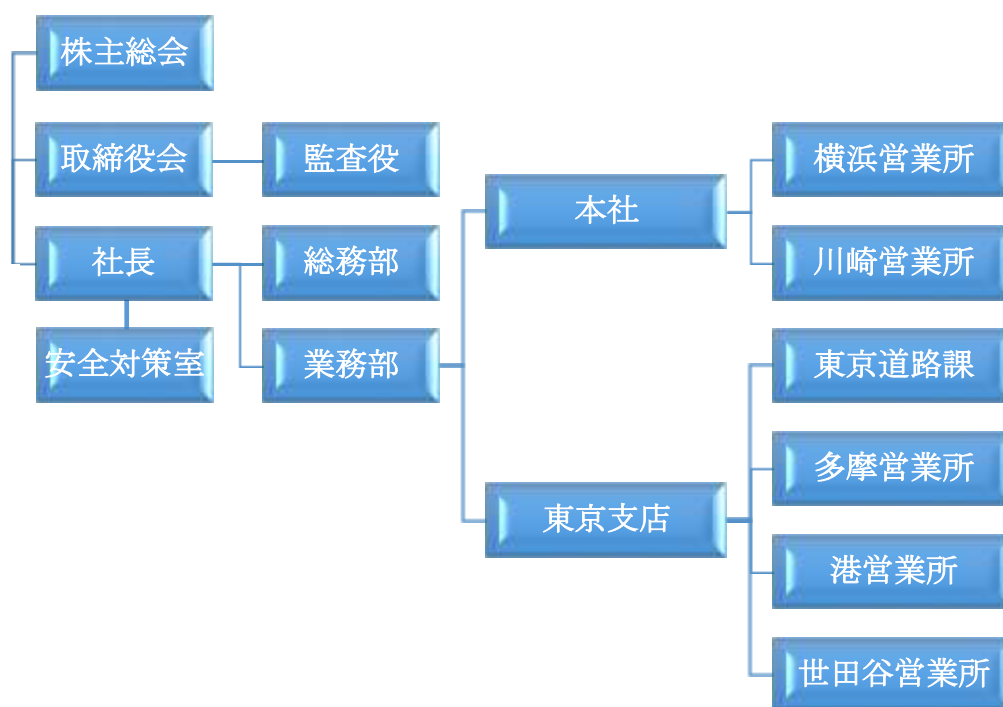 株主総会
取締役会
監査役
社長
総務部
安全対策室
業務部
本社
横浜営業所
川崎営業所
東京支店
東京道路課
多摩営業所
港営業所
世田谷営業所